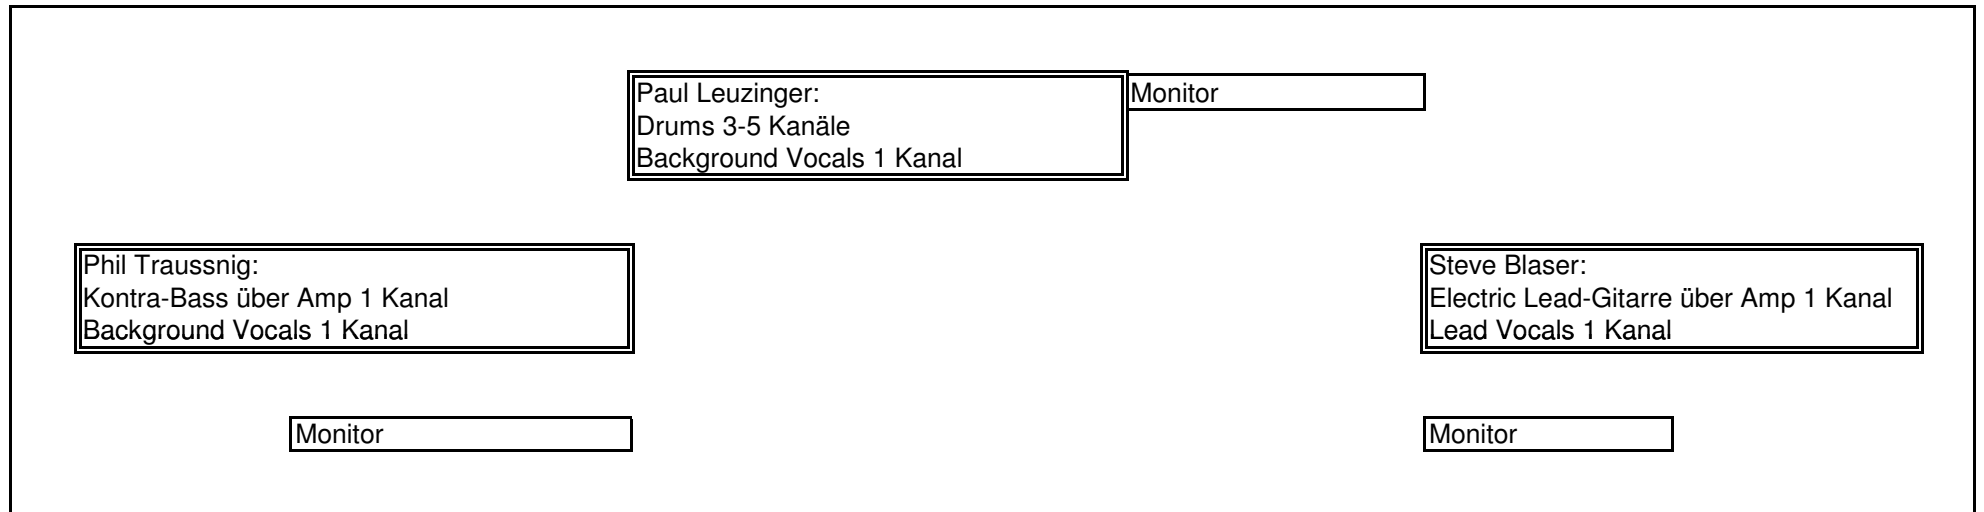 Paul Leuzinger:
Drums 3-5 Kanäle
Background Vocals 1 Kanal
Monitor
Phil Traussnig:
Kontra-Bass über Amp 1 Kanal
Background Vocals 1 Kanal
Steve Blaser:
Electric Lead-Gitarre über Amp 1 Kanal
Lead Vocals 1 Kanal
Monitor
Monitor